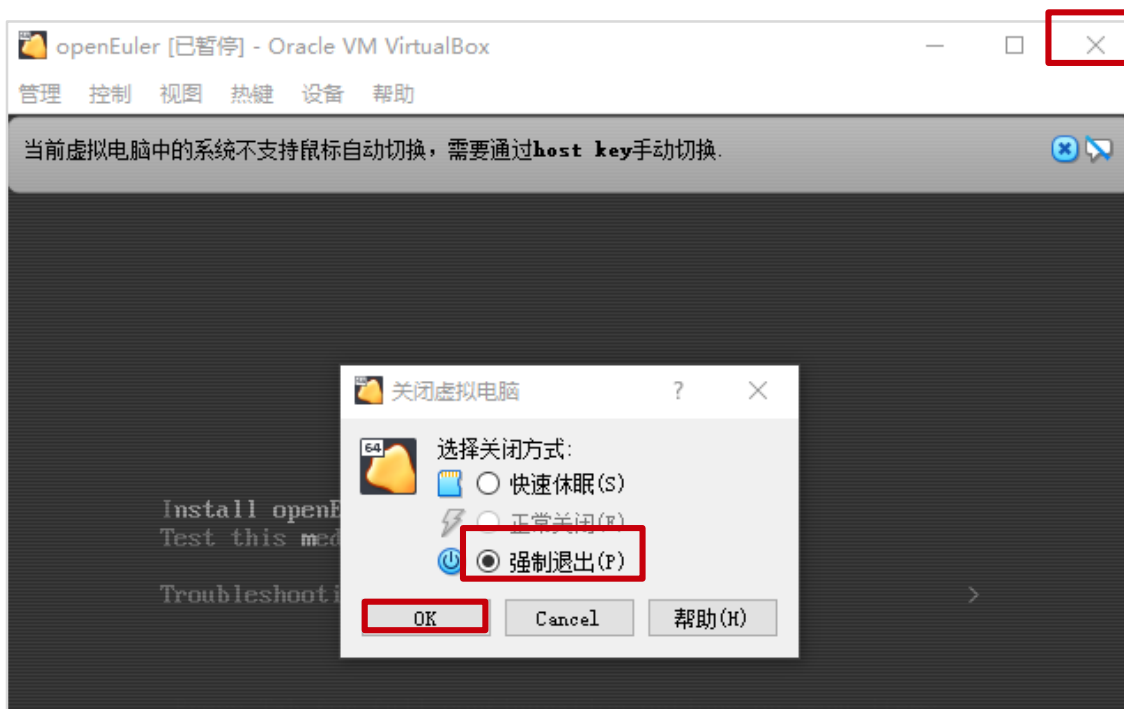 openEuler [已暂停] - Oracle VM VirtualBox
管理 控制 视图 热键 设备 帮助
当前虚拟电脑中的系统不支持鼠标自动切换，需要通过host key手动切换.
关闭虚拟电脑 ?
64
选择关闭方式:
快速休眠(S)
正常关闭(E)
强制退出(P)
OK Cancel 帮助(H)
Install openE
Test this med
Troubleshooti >